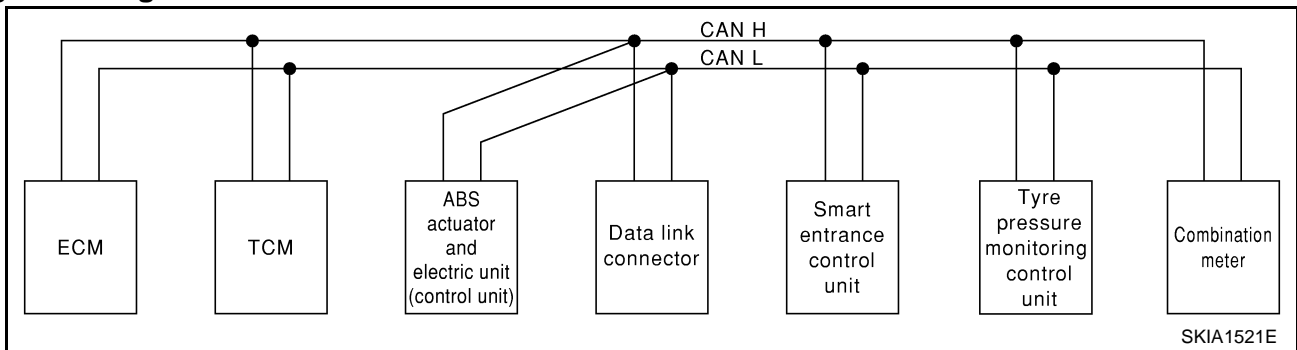 CAN H
CAN L
ECM
TCM
ABS
actuator
and
electric unit
(control unit)
Data link
connector
Smart
entrance
control
unit
Tyre
pressure
monitoring
control
unit
Combination
meter
SKIA1521E